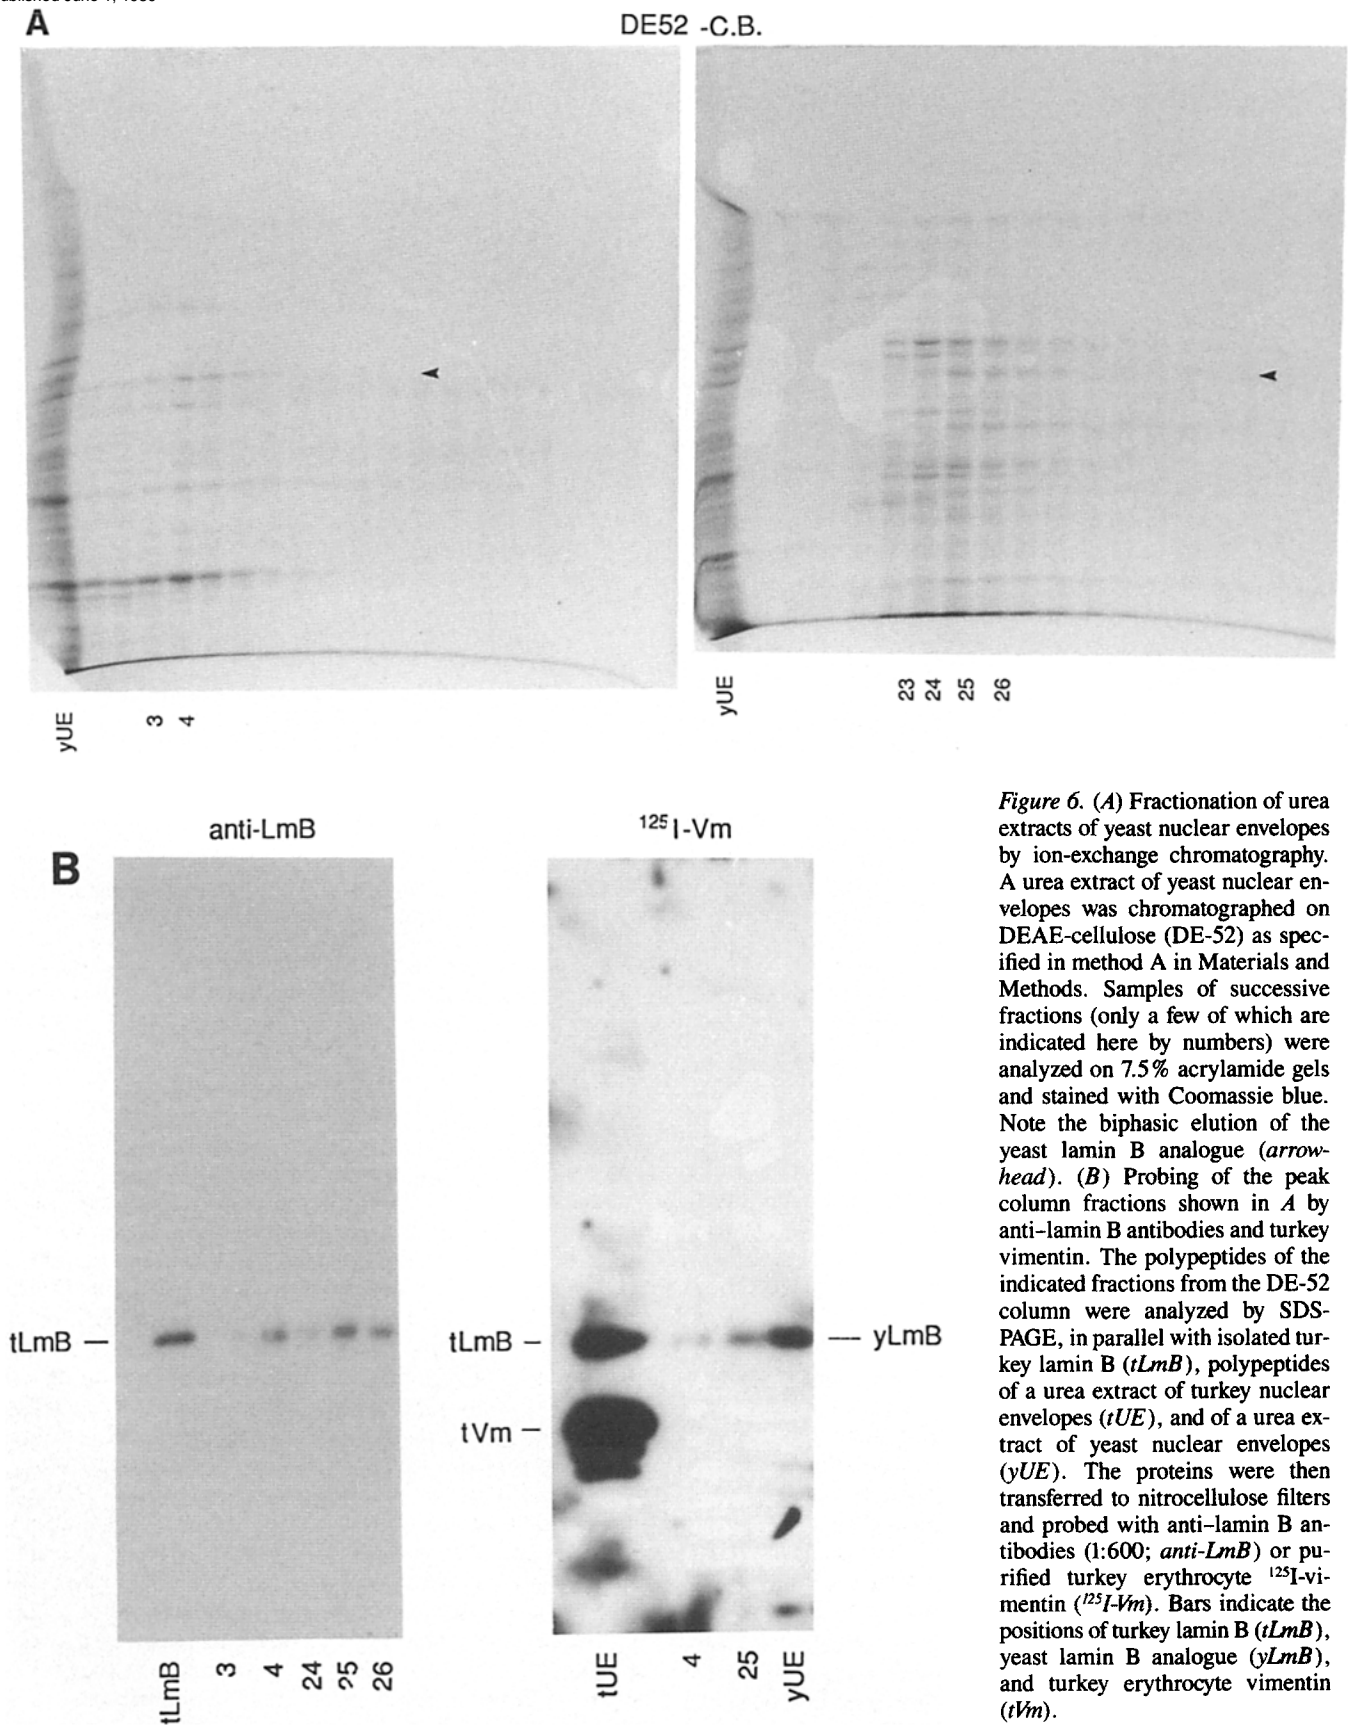 A
DE52 -C.B.
yUE
3
4
yUE
23
24
25
26
B
anti-LmB
125I-Vm
tLmB
tLmB
yLmB
tVm
tLmB
3
4
24
25
26
tUE
4
25
yUE
Figure 6. (A) Fractionation of urea
extracts of yeast nuclear envelopes
by ion-exchange chromatography.
A urea extract of yeast nuclear en-
velopes was chromatographed on
DEAE-cellulose (DE-52) as spec-
ified in method A in Materials and
Methods. Samples of successive
fractions (only a few of which are
indicated here by numbers) were
analyzed on 7.5% acrylamide gels
and stained with Coomassie blue.
Note the biphasic elution of the
yeast lamin B analogue (arrow-
head). (B) Probing of the peak
column fractions shown in A by
anti–lamin B antibodies and turkey
vimentin. The polypeptides of the
indicated fractions from the DE-52
column were analyzed by SDS-
PAGE, in parallel with isolated tur-
key lamin B (tLmB), polypeptides
of a urea extract of turkey nuclear
envelopes (tUE), and of a urea ex-
tract of yeast nuclear envelopes
(yUE). The proteins were then
transferred to nitrocellulose filters
and probed with anti–lamin B an-
tibodies (1:600; anti-LmB) or pu-
rified turkey erythrocyte 125I-vi-
mentin (125I-Vm). Bars indicate the
positions of turkey lamin B (tLmB),
yeast lamin B analogue (yLmB),
and turkey erythrocyte vimentin
(tVm).